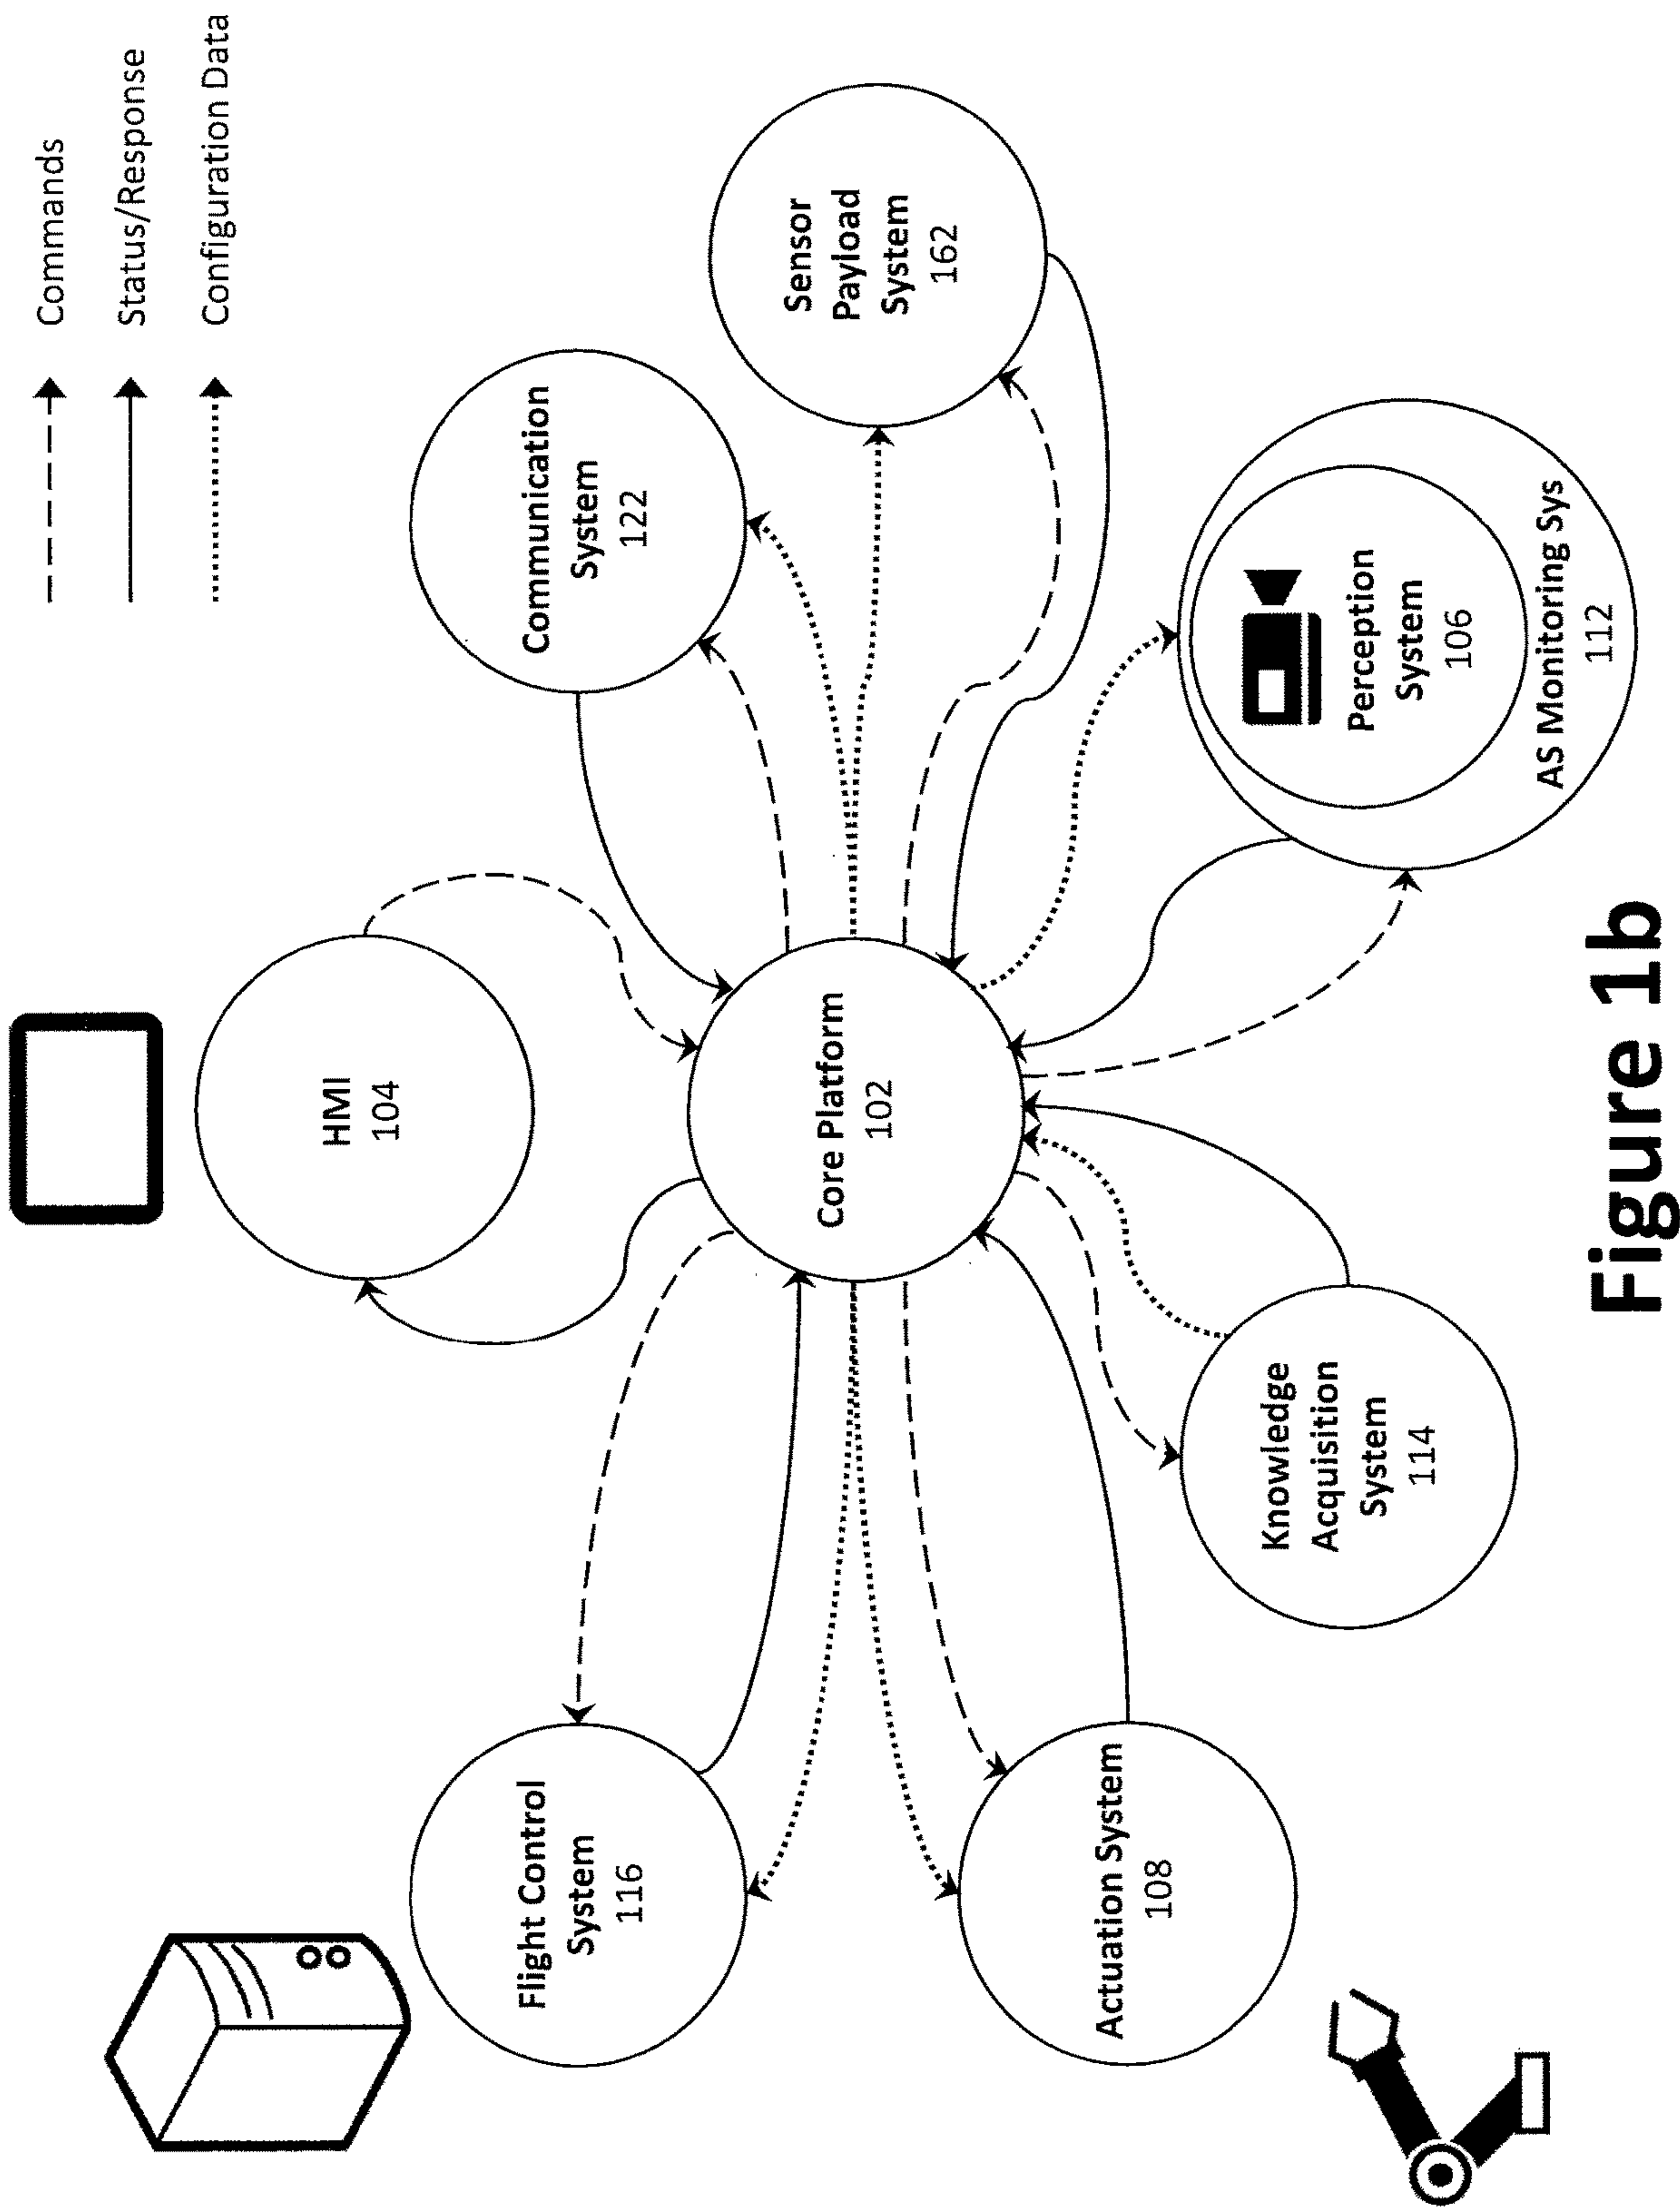 Commands
Status/Response
Configuration Data
HMI
104
Flight Control
System
116
Communication
System
122
Core Platform
102
Sensor
Payload
System
162
Actuation System
108
Knowledge
Acquisition
System
114
Perception
System
106
AS Monitoring Sys
112
Figure 1b